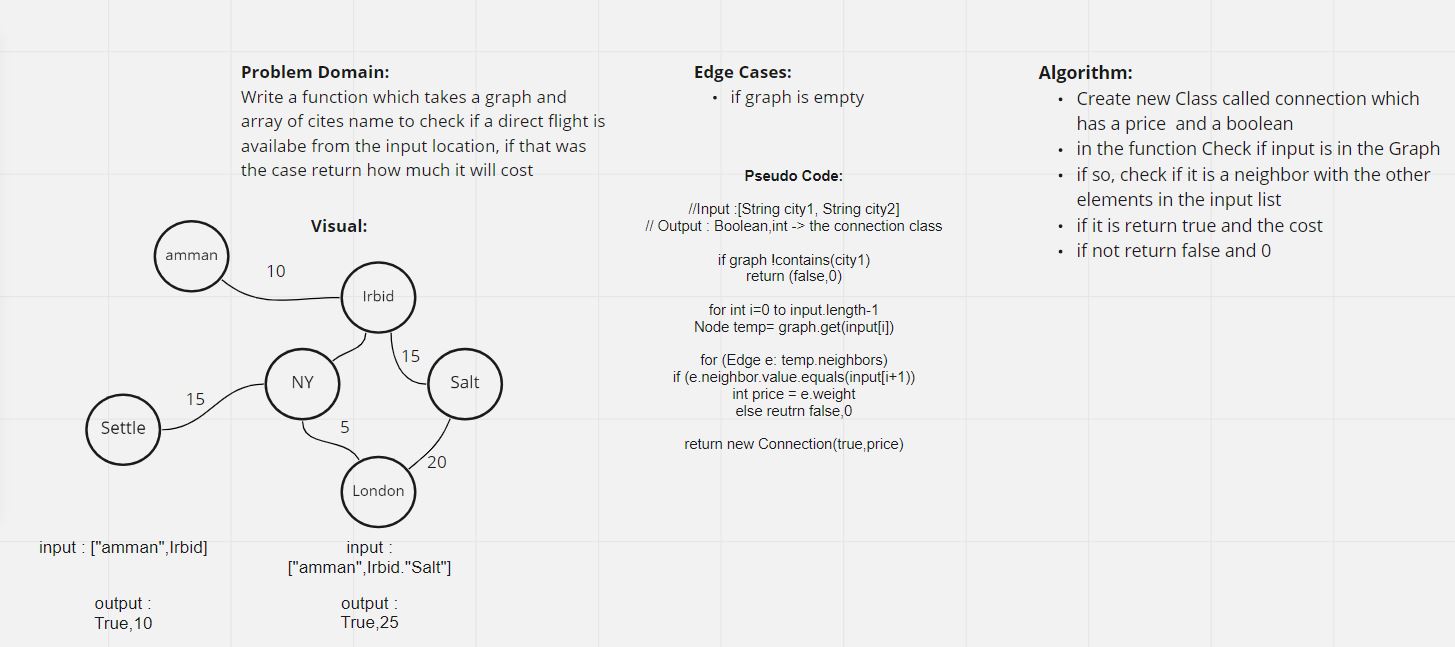 Problem Domain:
Write a function which takes a graph and
array of cites name to check if a direct flight is
availabe from the input location, if that was
the case return how much it will cost
Visual:
amman
10
Irbid
15
NY
Salt
15
Settle
5
20
London
input : ["amman",Irbid]
output :
True,10
input :
["amman",Irbid."Salt"]
output :
True,25
Edge Cases:
• if graph is empty
Pseudo Code:
//Input :[String city1, String city2]
// Output : Boolean,int -> the connection class
if graph !contains(city1)
return (false,0)
for int i=0 to input.length-1
Node temp= graph.get(input[i])
for (Edge e: temp.neighbors)
if (e.neighbor.value.equals(input[i+1))
int price = e.weight
else reutrn false,0
return new Connection(true,price)
Algorithm:
• Create new Class called connection which
has a price and a boolean
• in the function Check if input is in the Graph
• if so, check if it is a neighbor with the other
elements in the input list
• if it is return true and the cost
• if not return false and 0